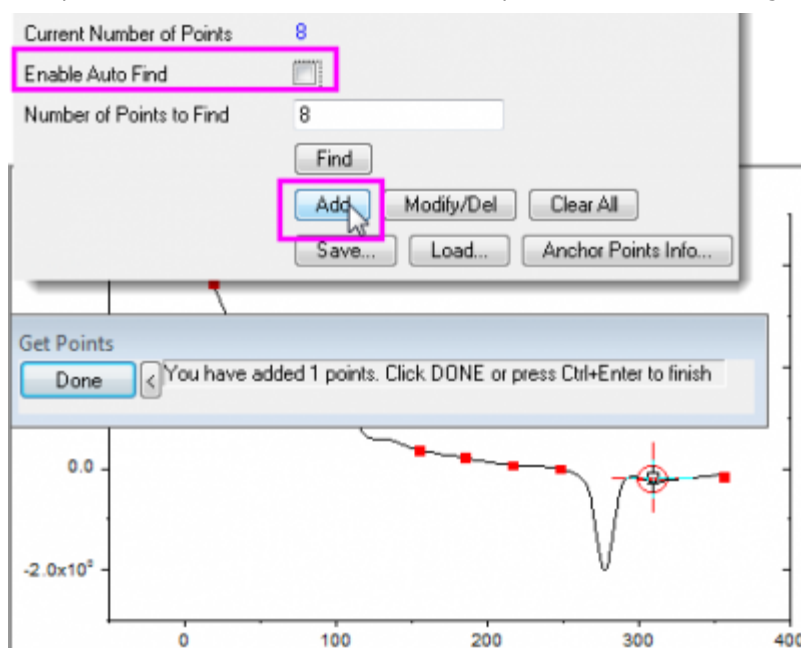 Current Number of Points 8
Enable Auto Find
Number of Points to Find 8
Find
Add Modify/Del Clear All
Save... Load... Anchor Points Info...
Get Points
Done < You have added 1 points. Click DONE or press Ctrl+Enter to finish
0.0
0 100 200 300 400